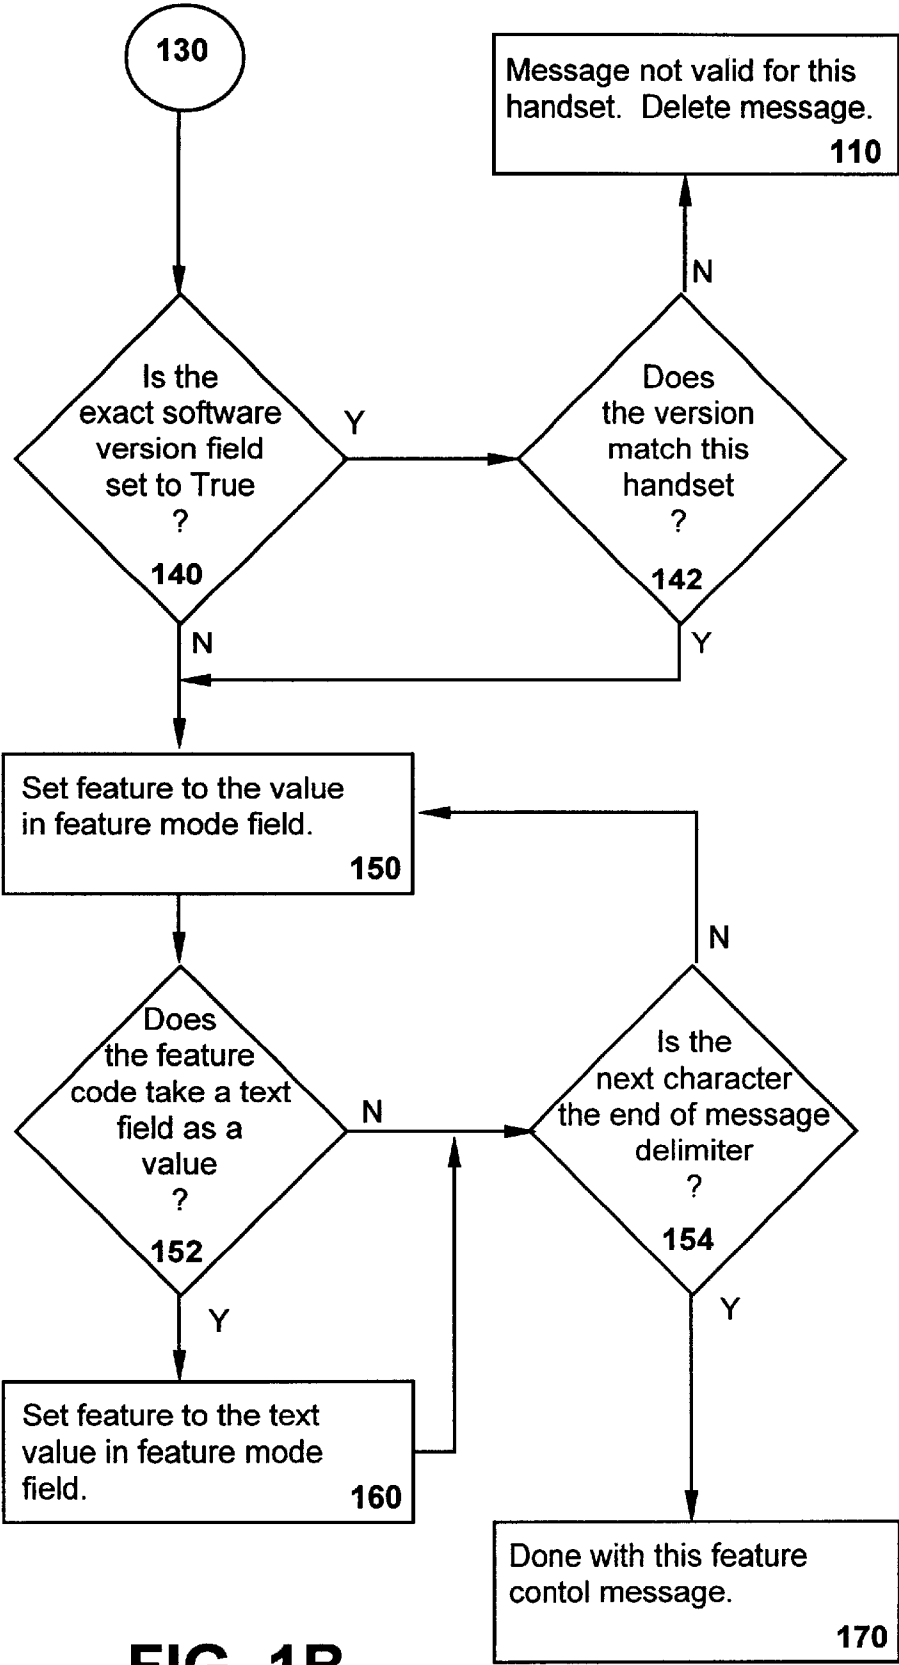 130
Message not valid for this
handset. Delete message.
110
N
Is the
exact software
version field
set to True
?
140
Y
Does
the version
match this
handset
?
142
N
Y
Set feature to the value
in feature mode field.
150
N
Does
the feature
code take a text
field as a
value
?
152
N
Is the
next character
the end of message
delimiter
?
154
Y
Y
Set feature to the text
value in feature mode
field.
160
Done with this feature
contol message.
170
FIG. 1B